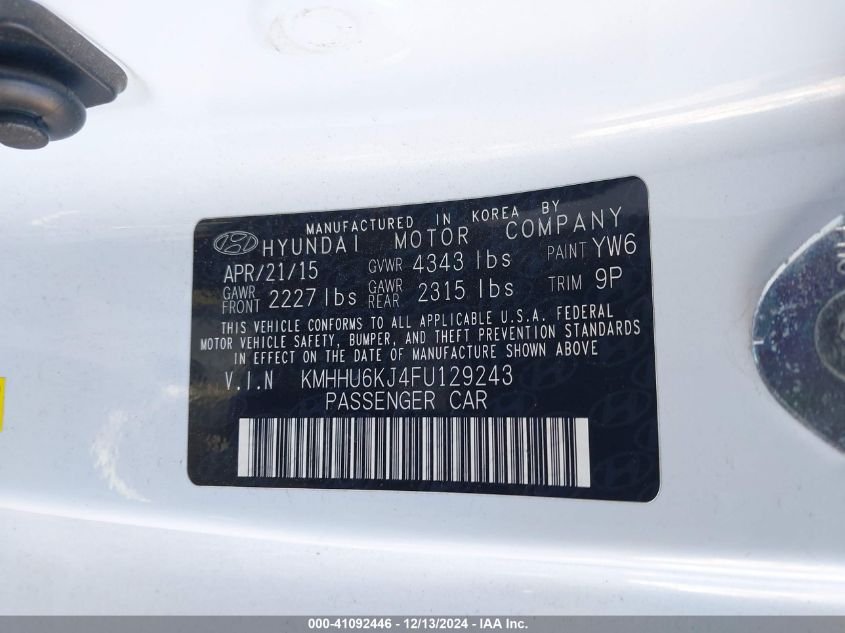 MANUFACTURED IN KOREA BY
HYUNDAI MOTOR COMPANY
APR/21/15 GVWR 4343 lbs PAINT YW6
GAWR FRONT 2227 lbs GAWR REAR 2315 lbs TRIM 9P
THIS VEHICLE CONFORMS TO ALL APPLICABLE U.S.A. FEDERAL
MOTOR VEHICLE SAFETY, BUMPER, AND THEFT PREVENTION STANDARDS
IN EFFECT ON THE DATE OF MANUFACTURE SHOWN ABOVE
V.I.N KMHHU6KJ4FU129243
PASSENGER CAR
000-41092446 - 12/13/2024 - IAA Inc.